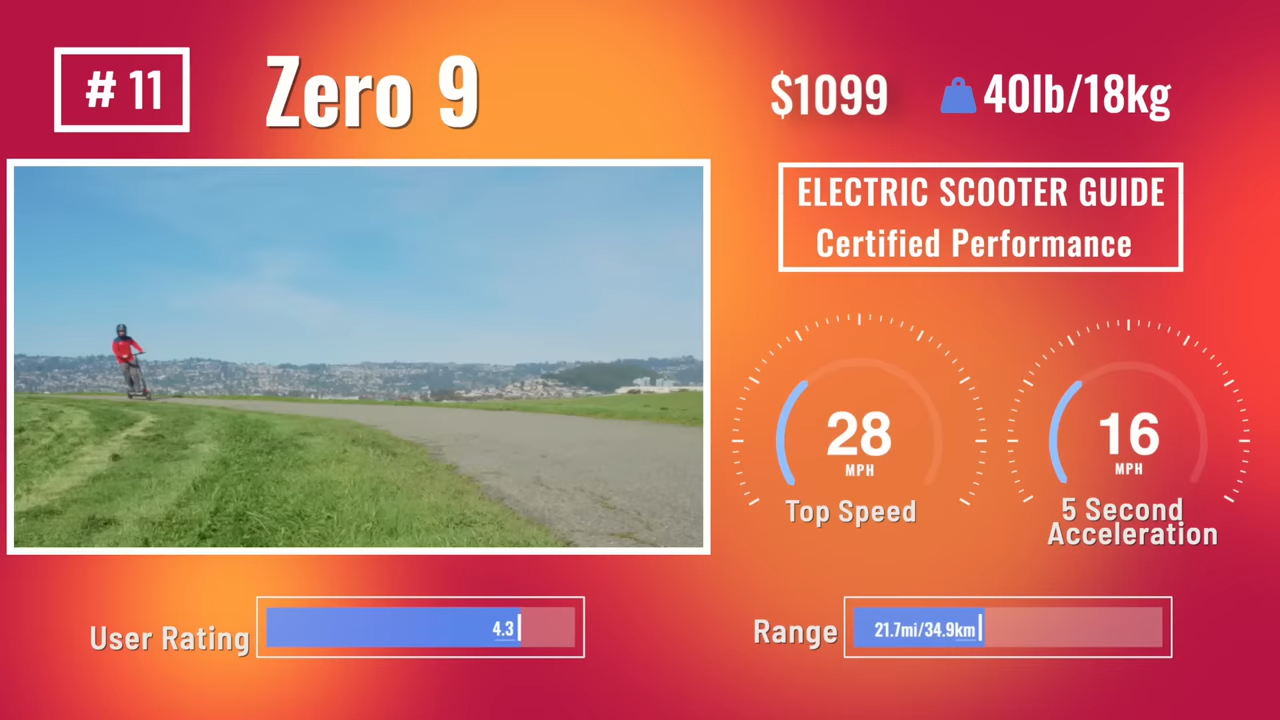 # 11
Zero 9
$1099
40lb/18kg
ELECTRIC SCOOTER GUIDE
Certified Performance
28
MPH
Top Speed
16
MPH
5 Second
Acceleration
User Rating
4.3
Range
21.7mi/34.9km